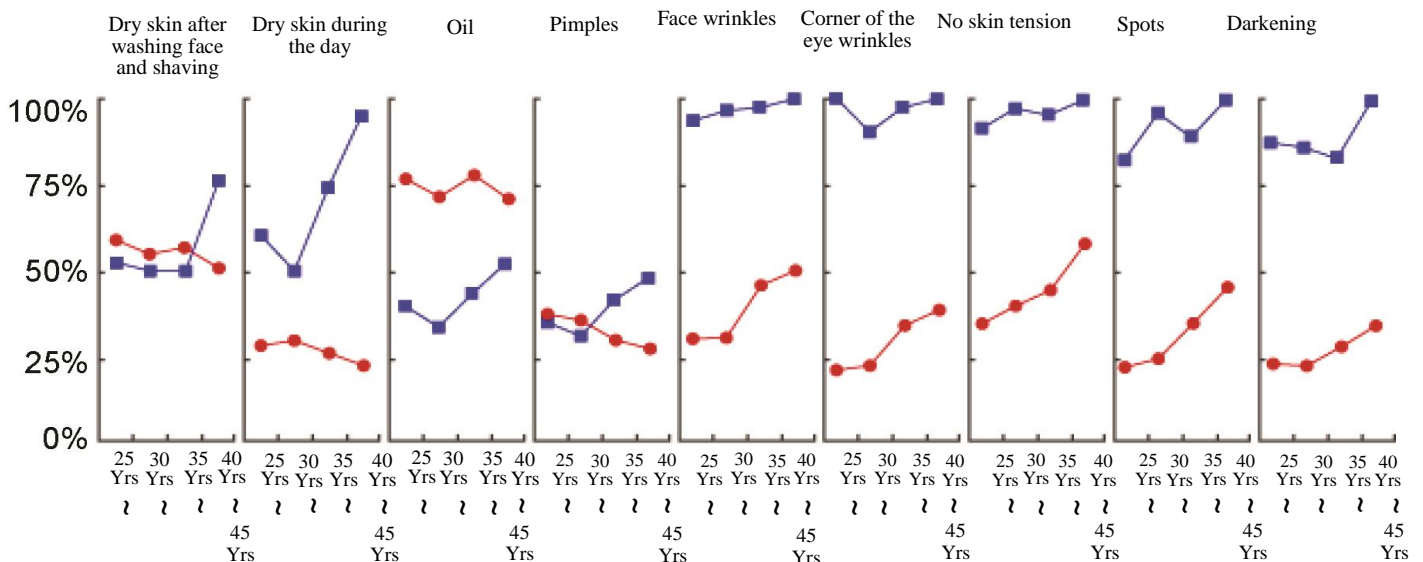 Dry skin after
washing face
and shaving
Dry skin during
the day
Oil
Pimples
Face wrinkles
Corner of the
eye wrinkles
No skin tension
Spots
Darkening
100%
75%
50%
25%
0%
25 30 35 40
Yrs Yrs Yrs Yrs
~ ~ ~ ~
45
Yrs
25 30 35 40
Yrs Yrs Yrs Yrs
~ ~ ~ ~
45
Yrs
25 30 35 40
Yrs Yrs Yrs Yrs
~ ~ ~ ~
45
Yrs
25 30 35 40
Yrs Yrs Yrs Yrs
~ ~ ~ ~
45
Yrs
25 30 35 40
Yrs Yrs Yrs Yrs
~ ~ ~ ~
45
Yrs
25 30 35 40
Yrs Yrs Yrs Yrs
~ ~ ~ ~
45
Yrs
25 30 35 40
Yrs Yrs Yrs Yrs
~ ~ ~ ~
45
Yrs
25 30 35 40
Yrs Yrs Yrs Yrs
~ ~ ~ ~
45
Yrs
25 30 35 40
Yrs Yrs Yrs Yrs
~ ~ ~ ~
45
Yrs